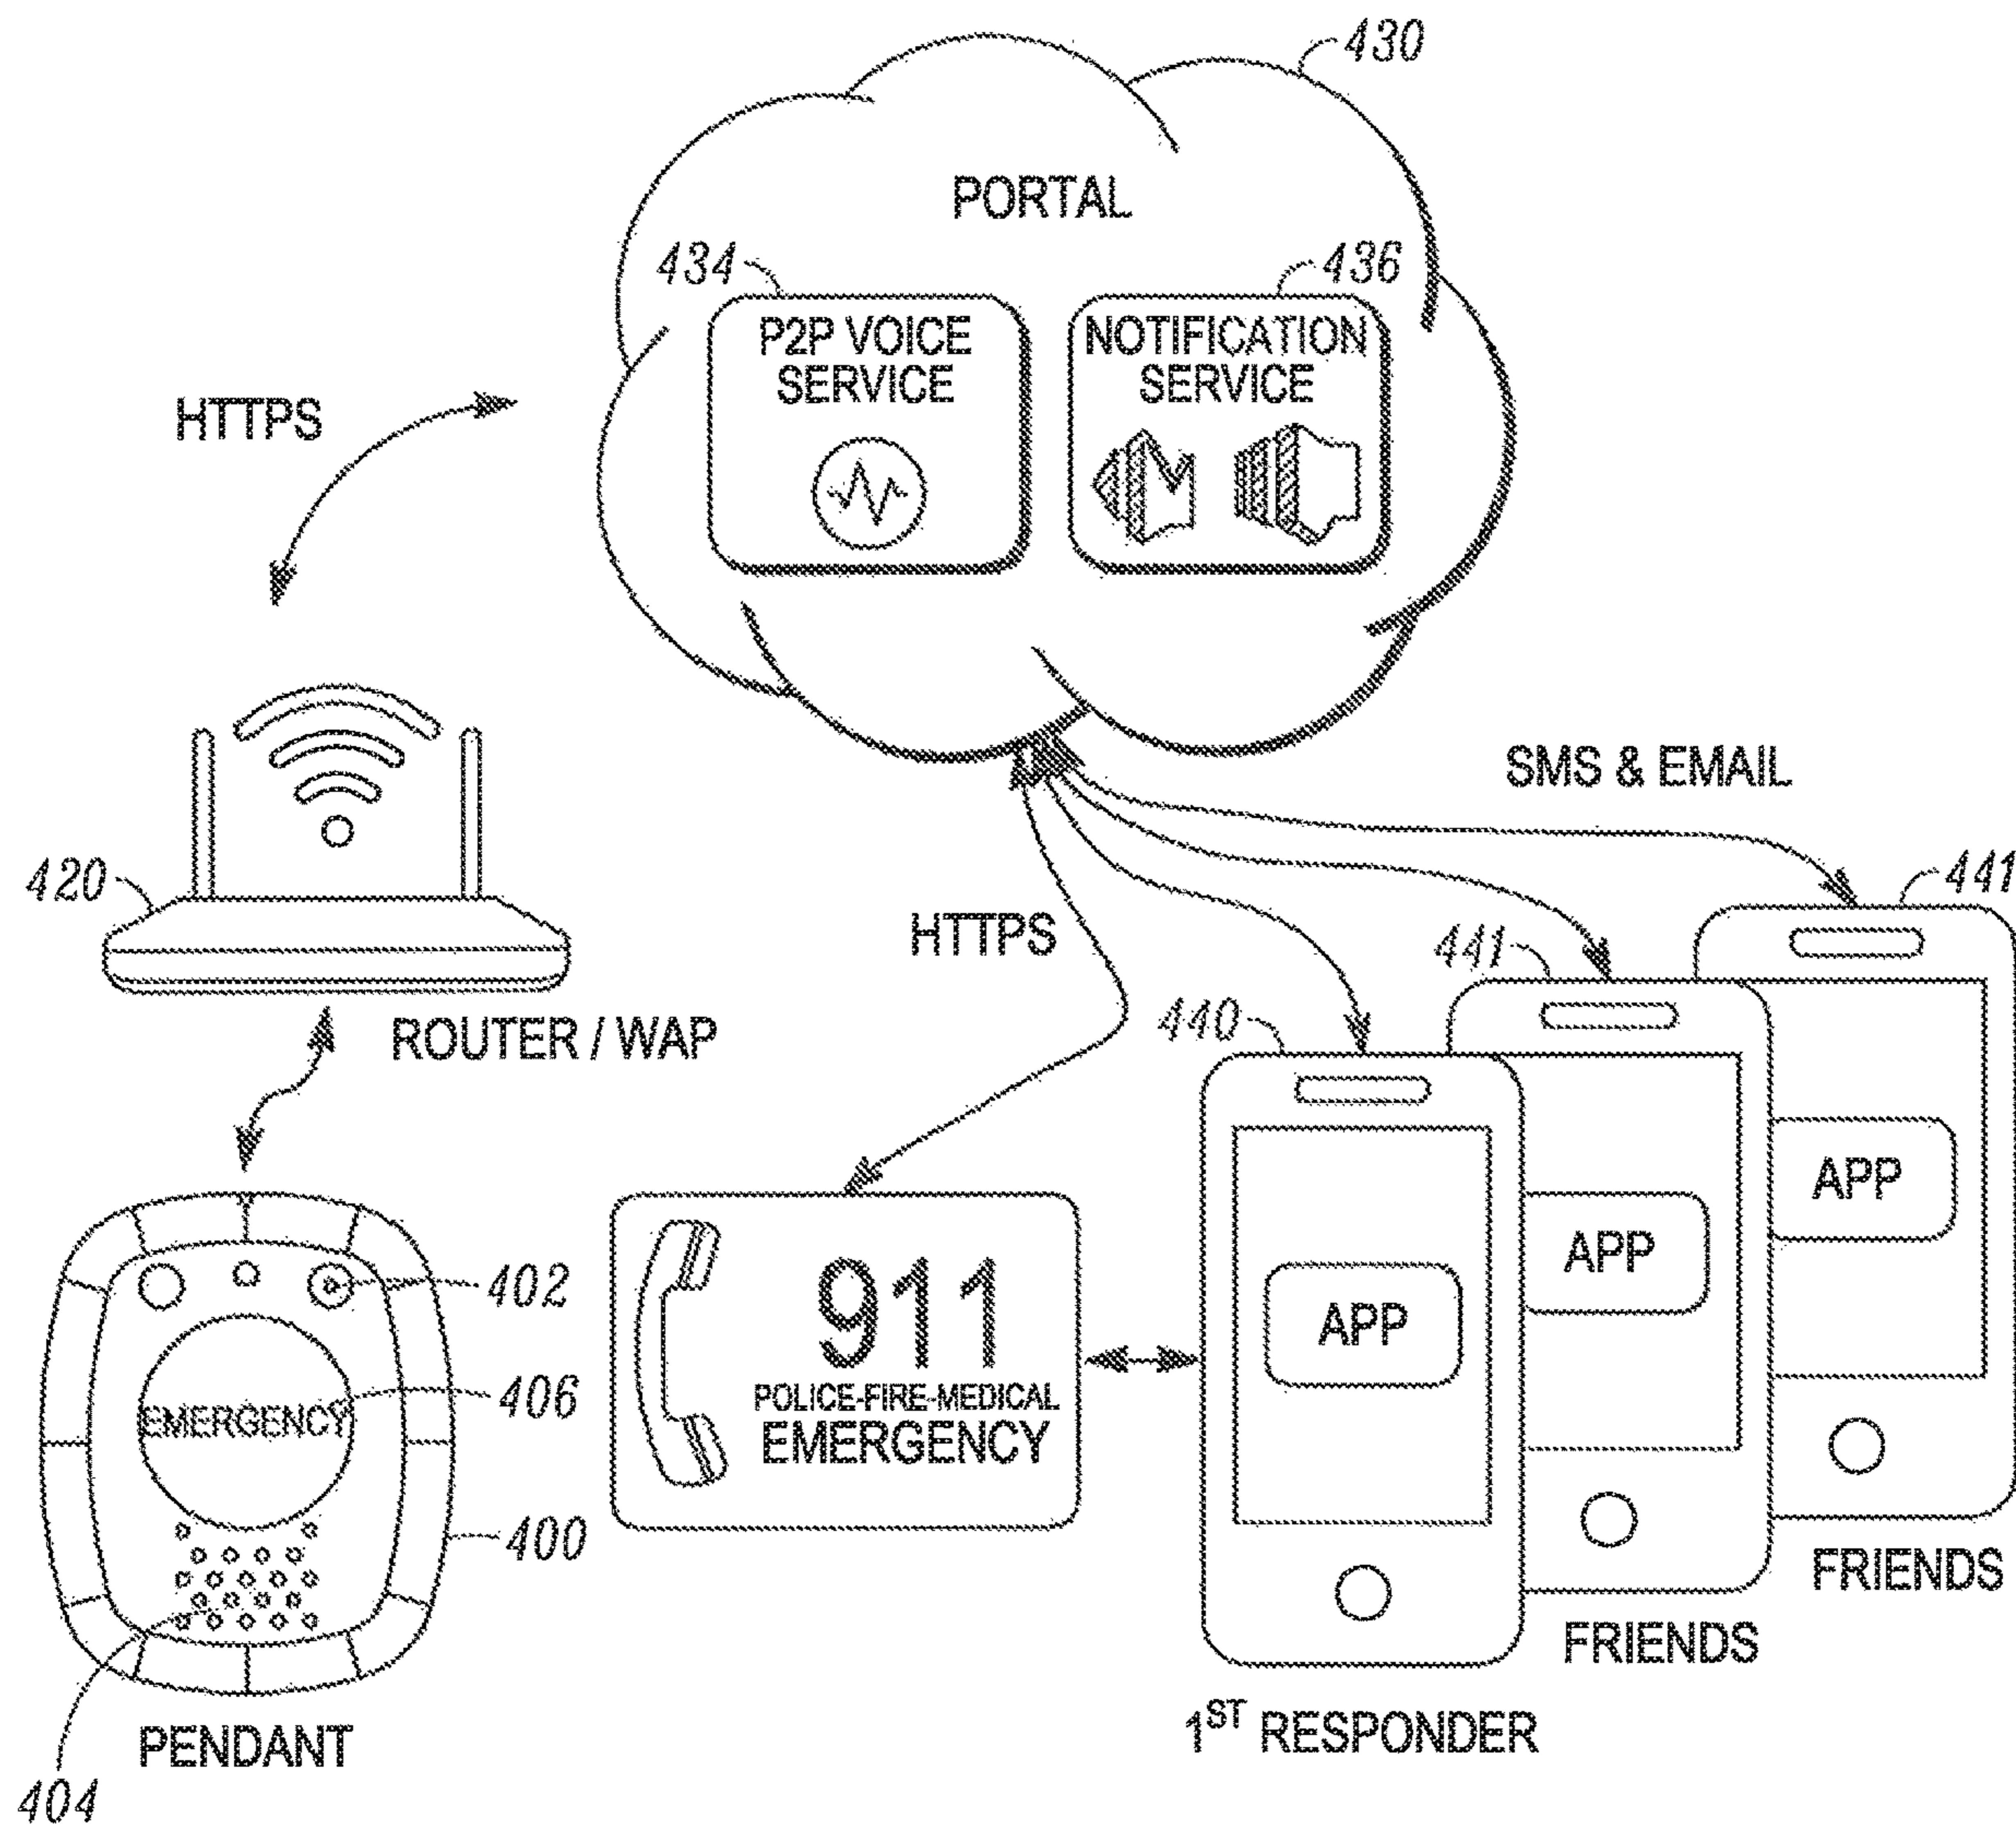 430
PORTAL
434
436
P2P VOICE
SERVICE
NOTIFICATION
SERVICE
HTTPS
SMS & EMAIL
420
HTTPS
441
441
ROUTER / WAP
440
402
APP
APP
APP
911
POLICE-FIRE-MEDICAL
EMERGENCY
406
EMERGENCY
400
FRIENDS
FRIENDS
1ST RESPONDER
PENDANT
404